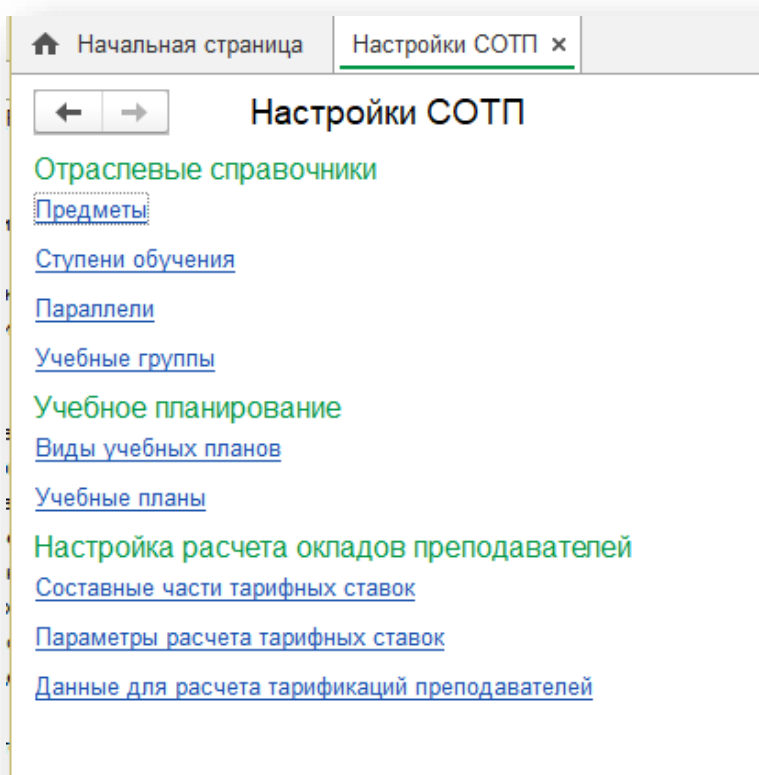 Начальная страница
Настройки СОТП ×
Настройки СОТП
Отраслевые справочники
Предметы
Ступени обучения
Параллели
Учебные группы
Учебное планирование
Виды учебных планов
Учебные планы
Настройка расчета окладов преподавателей
Составные части тарифных ставок
Параметры расчета тарифных ставок
Данные для расчета тарификаций преподавателей